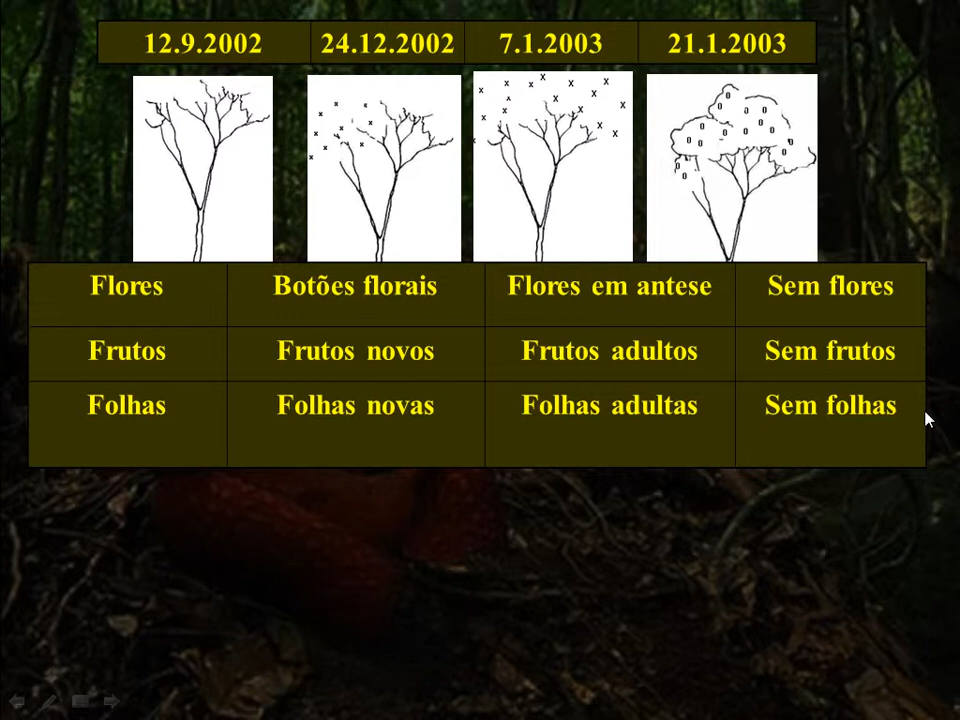 12.9.2002 24.12.2002 7.1.2003 21.1.2003
Flores Botões florais Flores em antese Sem flores
Frutos Frutos novos Frutos adultos Sem frutos
Folhas Folhas novas Folhas adultas Sem folhas